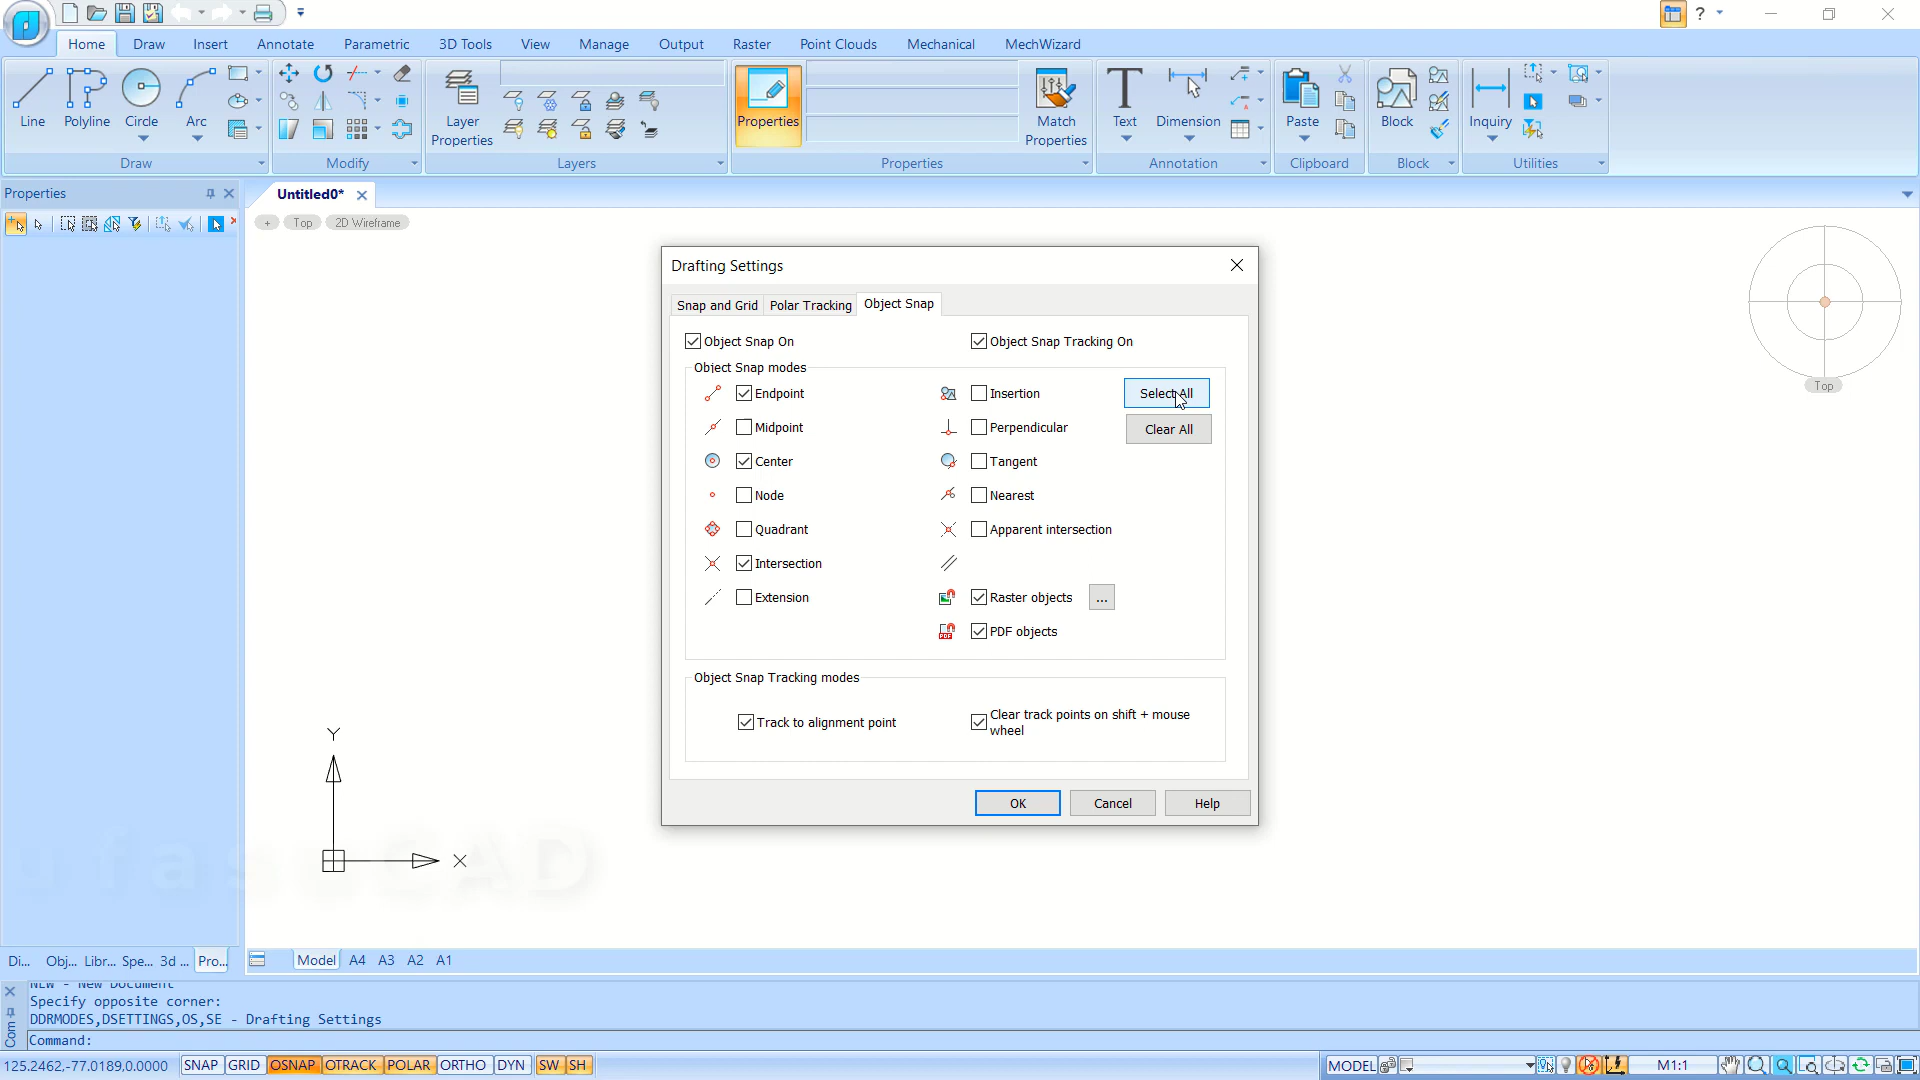 Home Draw Insert Annotate Parametric 3D Tools View Manage Output Raster Point Clouds Mechanical MechWizard
Line Polyline Circle Arc
Layer Properties
Properties
Match Properties
Text Dimension Paste Block Inquiry
Draw Modify Layers Properties Annotation Clipboard Block Utilities
Properties
Untitled0*
+ Top 2D Wireframe
Top
Drafting Settings
Snap and Grid Polar Tracking Object Snap
Object Snap On Object Snap Tracking On
Object Snap modes
Endpoint Insertion Select All
Midpoint Perpendicular Clear All
Center Tangent
Node Nearest
Quadrant Apparent intersection
Intersection
Extension Raster objects ...
PDF objects
Object Snap Tracking modes
Track to alignment point Clear track points on shift + mouse
wheel
OK Cancel Help
Y
X
Di... Obj... Libr... Spe... 3d ... Pro...
Model A4 A3 A2 A1
NEW - New Document
Specify opposite corner:
DDRMODES,DSETTINGS,OS,SE - Drafting Settings
Com
Command:
125.2462,-77.0189,0.0000 SNAP GRID OSNAP OTRACK POLAR ORTHO DYN SW SH MODEL M1:1